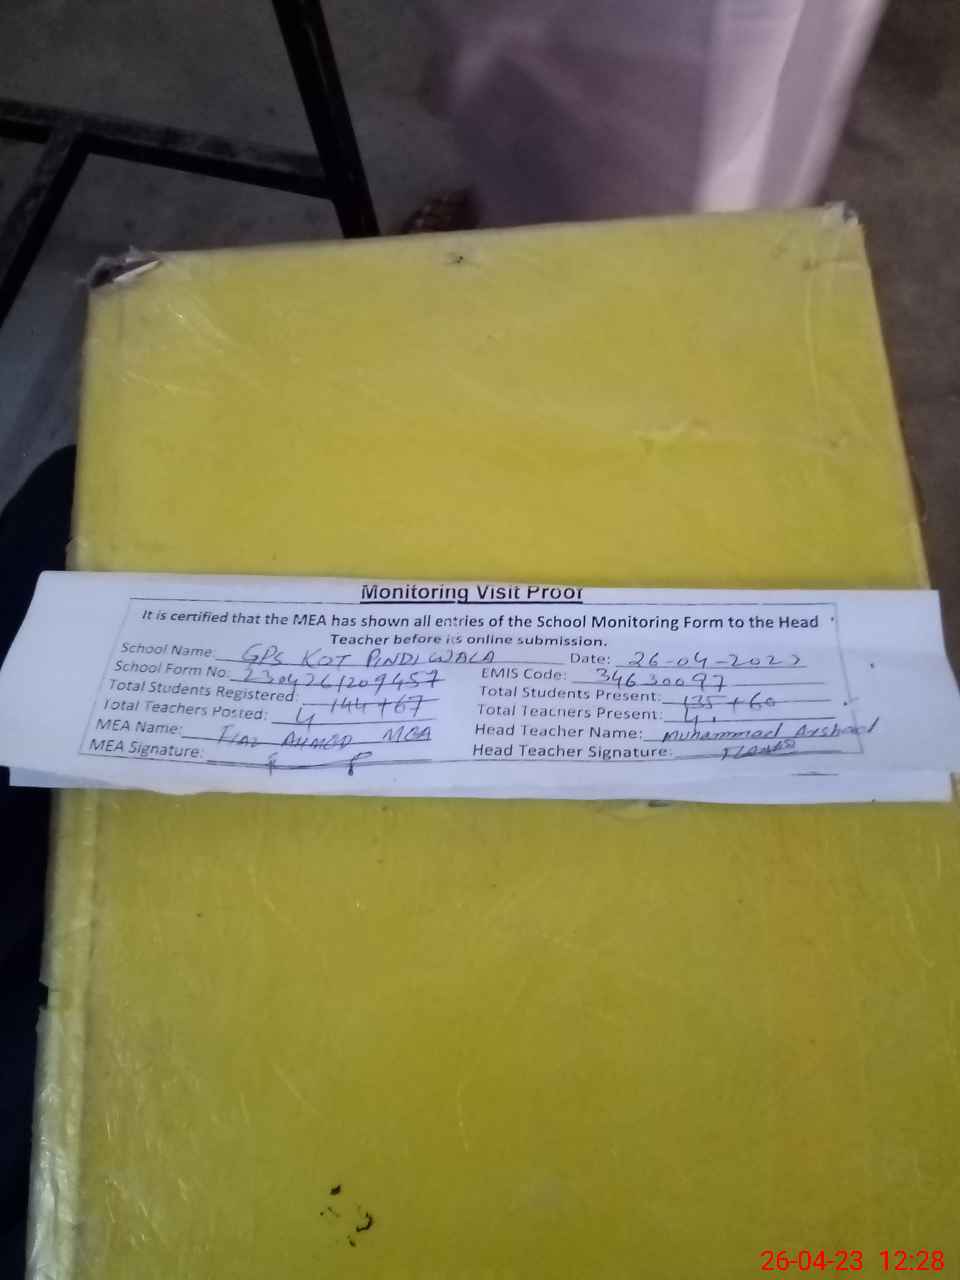 Monitoring Visit Proof
It is certified that the MEA has shown all entries of the School Monitoring Form to the Head
Teacher before its online submission.
School Name: GPS KOT PINDI WALA Date: 26-04-2023
School Form No: 2304261209457 EMIS Code: 34630097
Total Students Registered: 144+67 Total Students Present: 135+60
Total Teachers Posted: 4 Total Teachers Present: 4
MEA Name: AHMED MEA Head Teacher Name: Muhammad Arshad
MEA Signature: Head Teacher Signature:
26-04-23 12:28